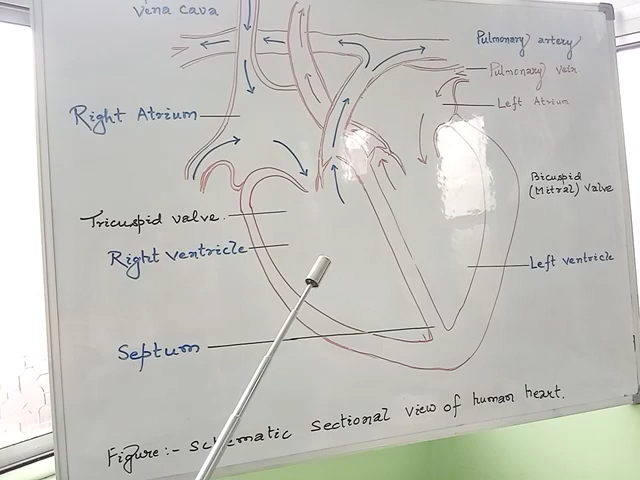 Vena cava
Pulmonary artery
Pulmonary vein
Left Atrium
Right Atrium
Bicuspid
(Mitral) valve
Tricuspid valve.
Right ventricle
Left ventricle
Septum
Figure:- Schematic Sectional view of human heart.